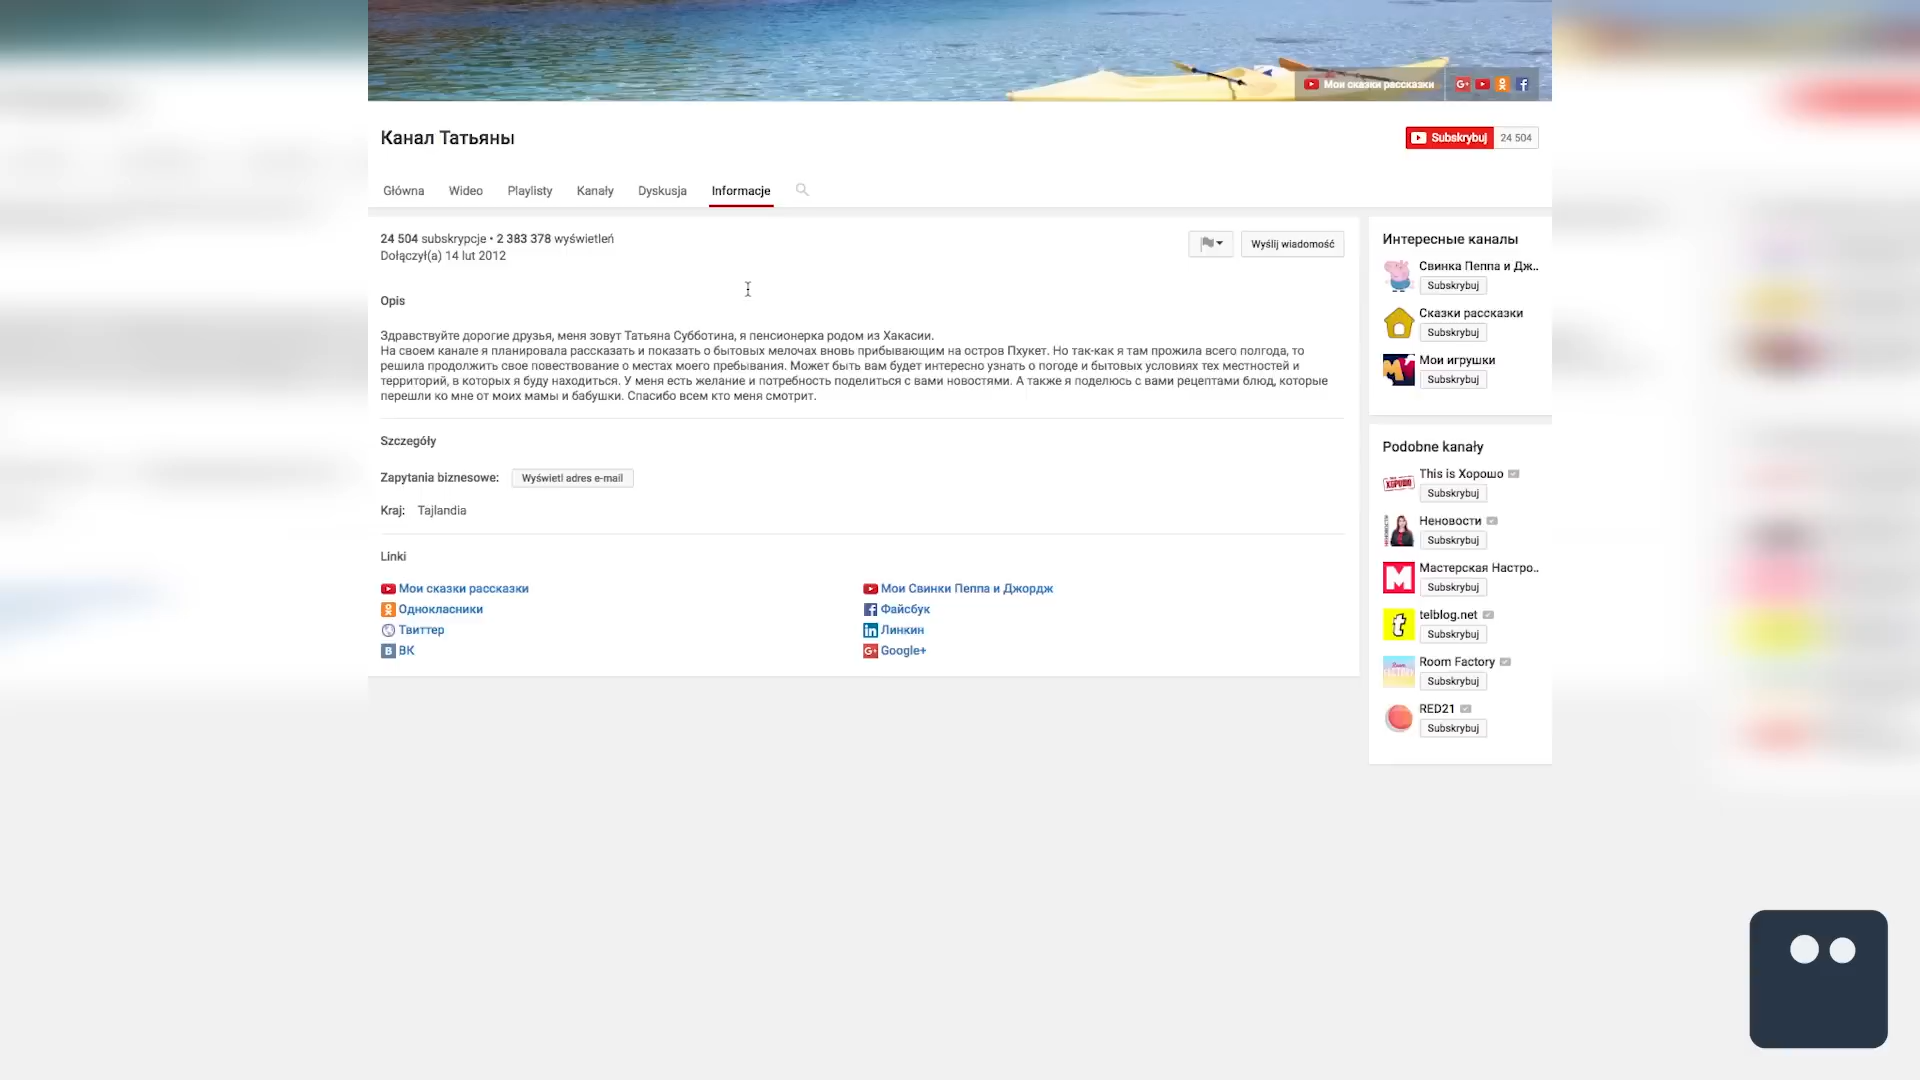 Мои сказки рассказки
Канал Татьяны
Subskrybuj 24 504
Główna Wideo Playlisty Kanały Dyskusja Informacje
24 504 subskrypcje • 2 383 378 wyświetleń
Dołączył(a) 14 lut 2012
Wyślij wiadomość
Opis
Здравствуйте дорогие друзья, меня зовут Татьяна Субботина, я пенсионерка родом из Хакасии.
На своем канале я планировала рассказать и показать о бытовых мелочах вновь прибывающим на остров Пхукет. Но так-как я там прожила всего полгода, то
решила продолжить свое повествование о местах моего пребывания. Может быть вам будет интересно узнать о погоде и бытовых условиях тех местностей и
территорий, в которых я буду находиться. У меня есть желание и потребность поделиться с вами новостями. А также я поделюсь с вами рецептами блюд, которые
перешли ко мне от моих мамы и бабушки. Спасибо всем кто меня смотрит.
Szczegóły
Zapytania biznesowe: Wyświetl adres e-mail
Kraj: Tajlandia
Linki
Мои сказки рассказки
Мои Свинки Пеппа и Джордж
Однокласники
Файсбук
Твиттер
Линкин
ВК
Google+
Интересные каналы
Свинка Пеппа и Дж..
Subskrybuj
Сказки рассказки
Subskrybuj
Мои игрушки
Subskrybuj
Podobne kanały
This is Хорошо
Subskrybuj
Неновости
Subskrybuj
Мастерская Настро..
Subskrybuj
telblog.net
Subskrybuj
Room Factory
Subskrybuj
RED21
Subskrybuj